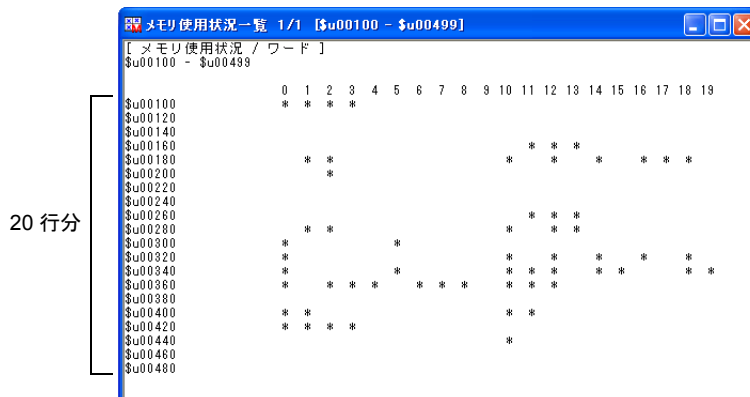 メモリ使用状況一覧 1/1 [$u00100 - $u00499]
[ メモリ使用状況 / ワード ]
$u00100 - $u00499
0 1 2 3 4 5 6 7 8 9 10 11 12 13 14 15 16 17 18 19
$u00100 * * * *
$u00120
$u00140
$u00160 * * *
$u00180 * * * * * * * *
$u00200 *
$u00220
$u00240
$u00260 * * *
$u00280 * * * * *
$u00300 * *
$u00320 * * * * * *
$u00340 * * * * * * * * *
$u00360 * * * * * * * * * *
$u00380
$u00400 * * * *
$u00420 * * * *
$u00440 *
$u00460
$u00480
20 行分